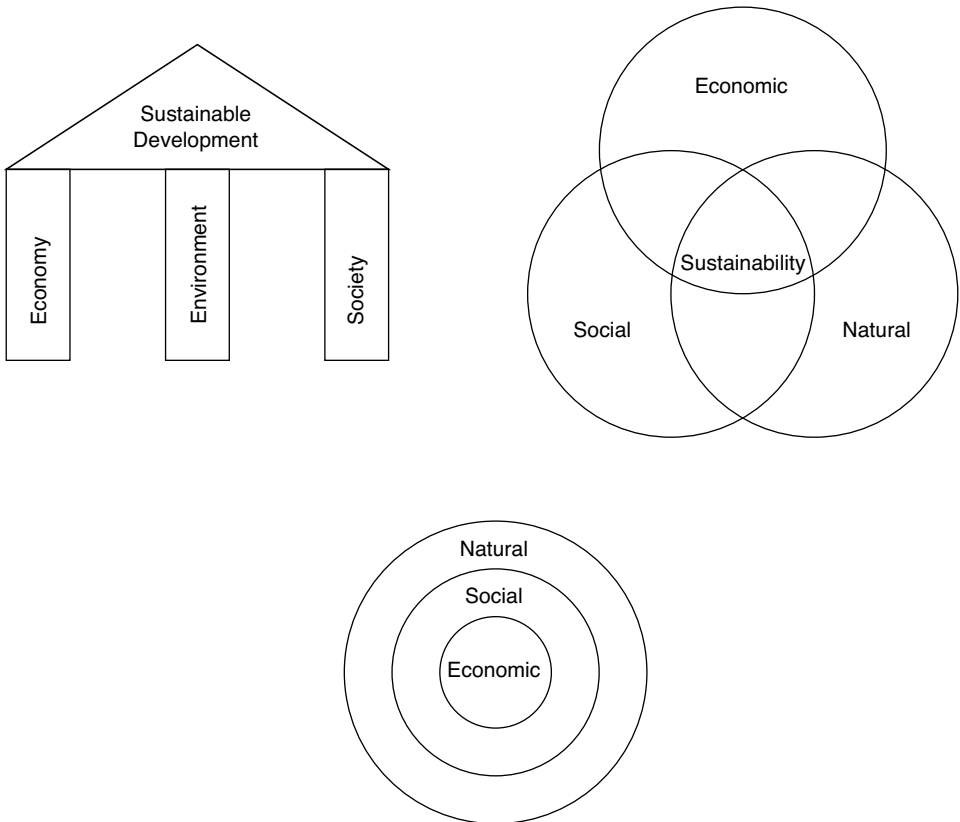 Sustainable
Development
Economy
Environment
Society
Economic
Sustainability
Social
Natural
Natural
Social
Economic